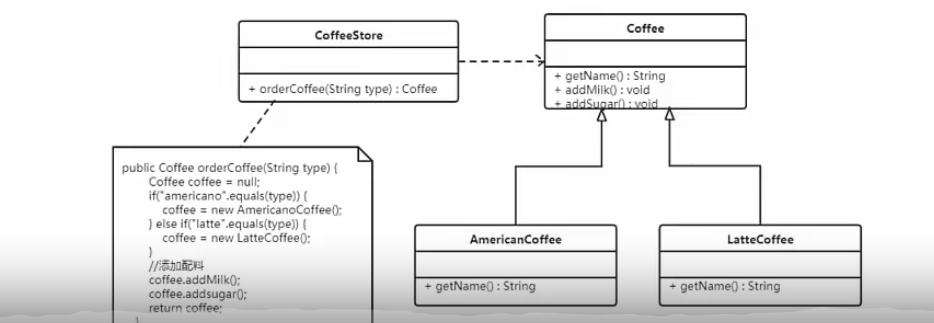 CoffeeStore
+ orderCoffee(String type) : Coffee
Coffee
+ getName() : String
+ addMilk() : void
+ addSugar() : void
public Coffee orderCoffee(String type) {
Coffee coffee = null;
if("americano".equals(type)) {
coffee = new AmericanoCoffee();
} else if("latte".equals(type)) {
coffee = new LatteCoffee();
}
//添加配料
coffee.addMilk();
coffee.addsugar();
return coffee;
}
AmericanCoffee
+ getName() : String
LatteCoffee
+ getName() : String